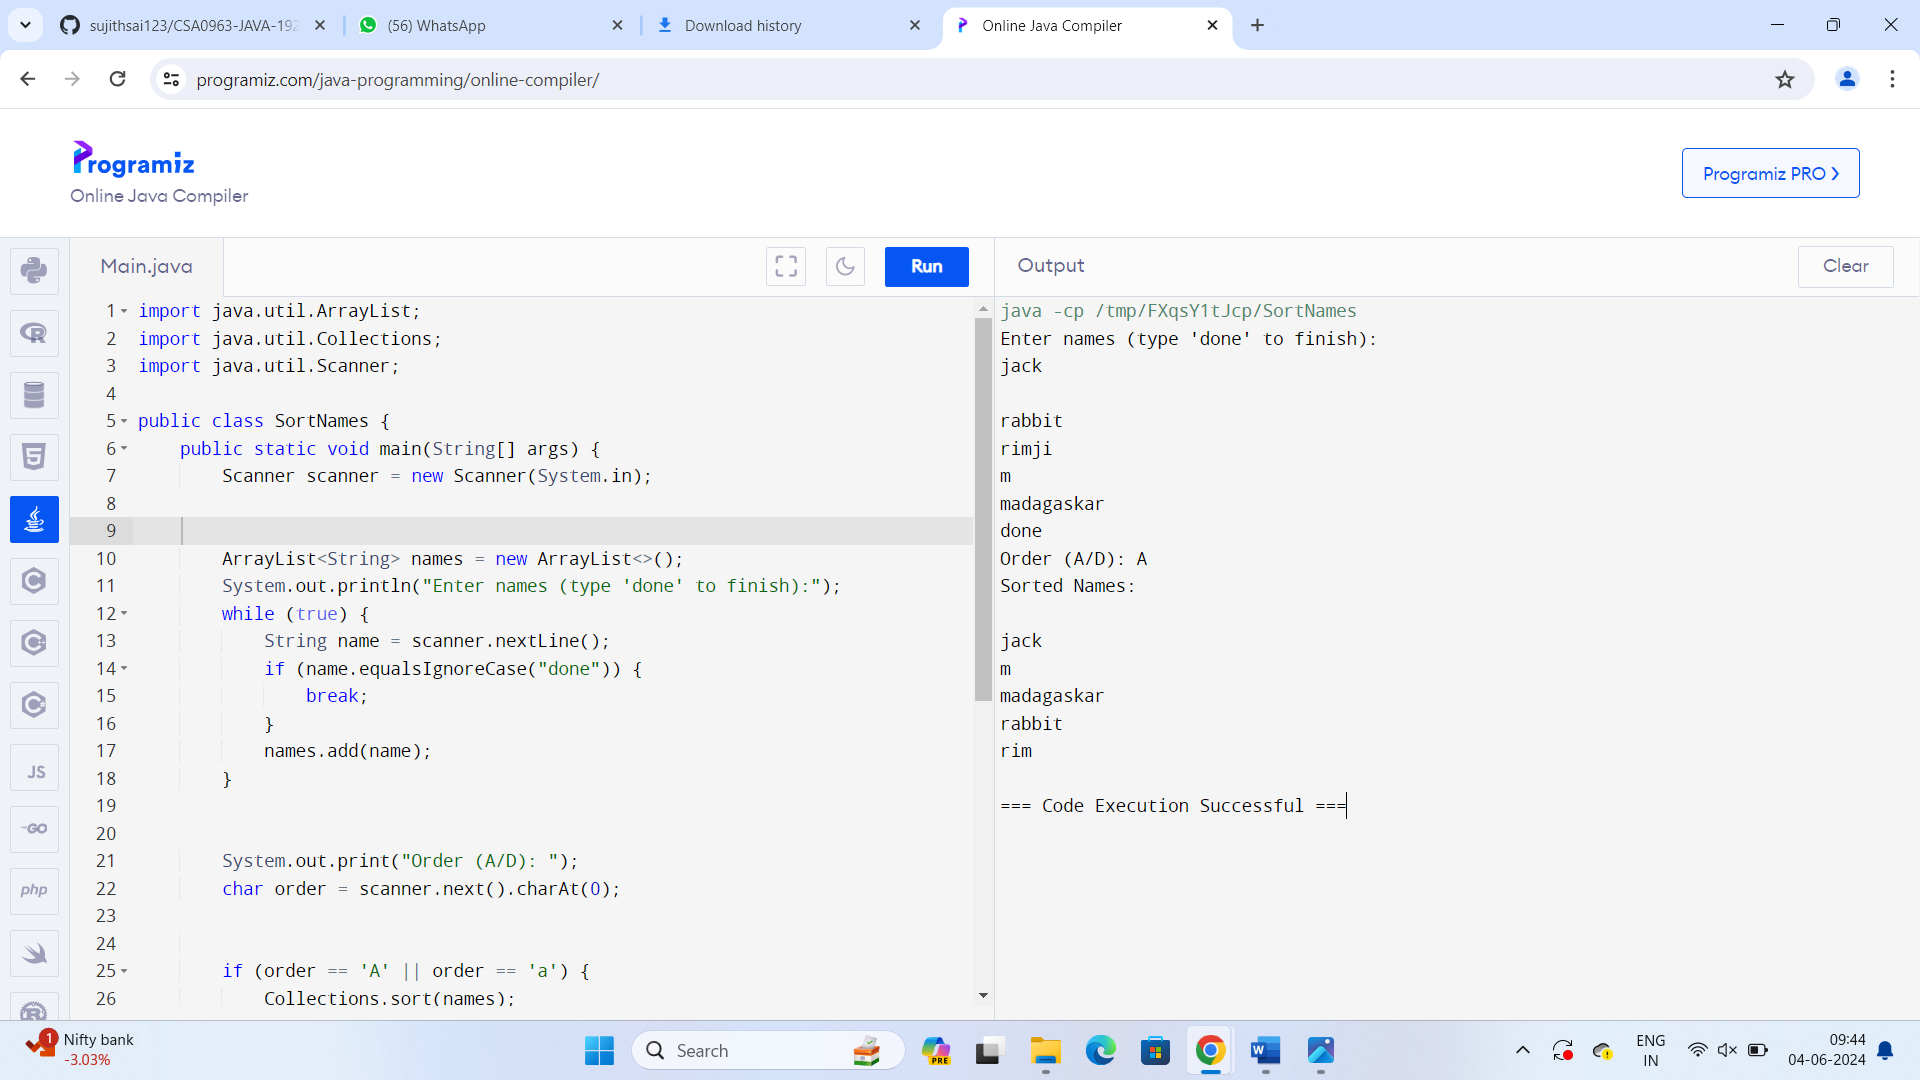 sujithsai123/CSA0963-JAVA-192
(56) WhatsApp
Download history
Online Java Compiler
programiz.com/java-programming/online-compiler/
Programiz
Online Java Compiler
Programiz PRO ❯
Main.java
Run
Output
Clear
1 import java.util.ArrayList;
2 import java.util.Collections;
3 import java.util.Scanner;
4
5 public class SortNames {
6 public static void main(String[] args) {
7 Scanner scanner = new Scanner(System.in);
8
9
10 ArrayList<String> names = new ArrayList<>();
11 System.out.println("Enter names (type 'done' to finish):");
12 while (true) {
13 String name = scanner.nextLine();
14 if (name.equalsIgnoreCase("done")) {
15 break;
16 }
17 names.add(name);
18 }
19
20
21 System.out.print("Order (A/D): ");
22 char order = scanner.next().charAt(0);
23
24
25 if (order == 'A' || order == 'a') {
26 Collections.sort(names);
java -cp /tmp/FXqsY1tJcp/SortNames
Enter names (type 'done' to finish):
jack
rabbit
rimji
m
madagaskar
done
Order (A/D): A
Sorted Names:
jack
m
madagaskar
rabbit
rim
=== Code Execution Successful ===
JS
GO
php
1
Nifty bank
-3.03%
Search
PRE
ENG
IN
09:44
04-06-2024